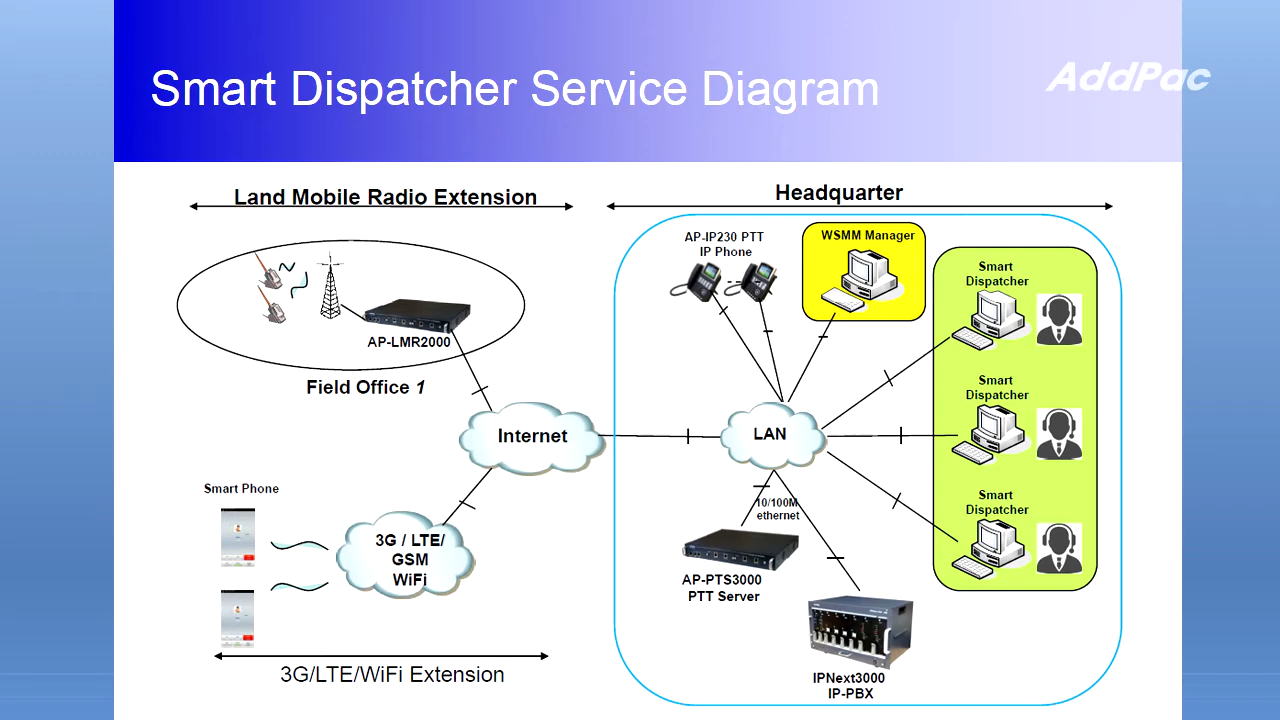 Smart Dispatcher Service Diagram
AddPac
Land Mobile Radio Extension
Headquarter
AP-LMR2000
Field Office 1
AP-IP230 PTT
IP Phone
WSMM Manager
Smart
Dispatcher
Smart
Dispatcher
Smart
Dispatcher
Internet
LAN
10/100M
ethernet
Smart Phone
3G / LTE/
GSM
WiFi
3G/LTE/WiFi Extension
AP-PTS3000
PTT Server
IPNext3000
IP-PBX